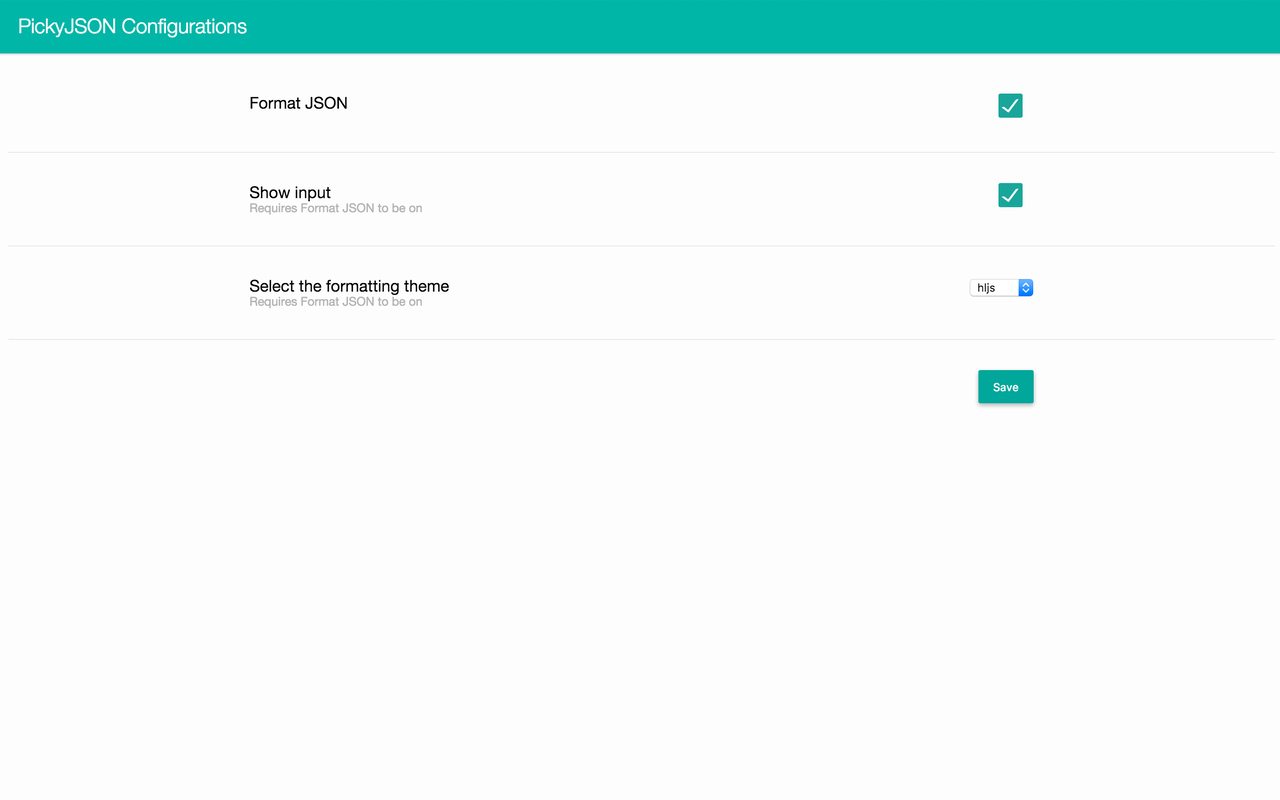 PickyJSON Configurations
Format JSON
Show input
Requires Format JSON to be on
Select the formatting theme
hljs
Requires Format JSON to be on
Save